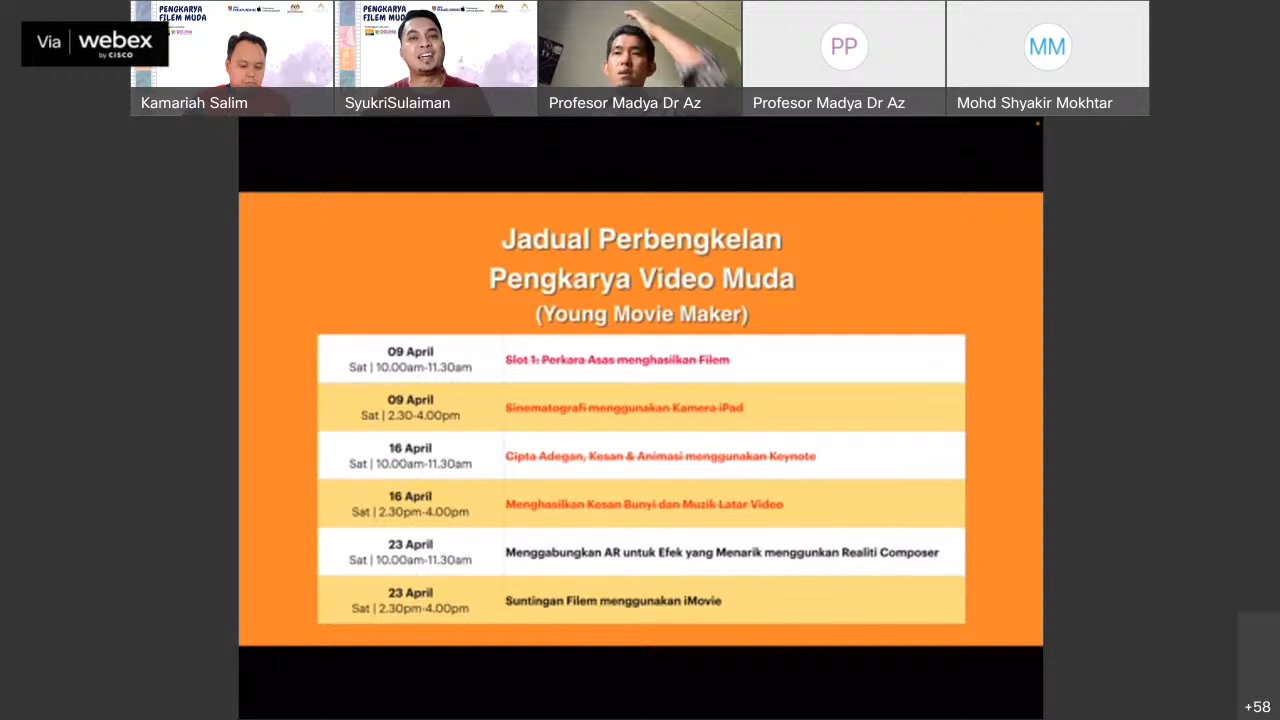 Via webex
by CISCO
PENGKARYA
FILEM MUDA
PENGKARYA
FILEM MUDA
Kamariah Salim
SyukriSulaiman
Profesor Madya Dr Az
PP
Profesor Madya Dr Az
MM
Mohd Shyakir Mokhtar
Jadual Perbengkelan
Pengkarya Video Muda
(Young Movie Maker)
09 April
Sat | 10.00am-11.30am
Slot 1: Perkara Asas menghasilkan Filem
09 April
Sat | 2.30-4.00pm
Sinematografi menggunakan Kamera iPad
16 April
Sat | 10.00am-11.30am
Cipta Adegan, Kesan & Animasi menggunakan Keynote
16 April
Sat | 2.30pm-4.00pm
Menghasilkan Kesan Bunyi dan Muzik Latar Video
23 April
Sat | 10.00am-11.30am
Menggabungkan AR untuk Efek yang Menarik menggunkan Realiti Composer
23 April
Sat | 2.30pm-4.00pm
Suntingan Filem menggunakan iMovie
+58